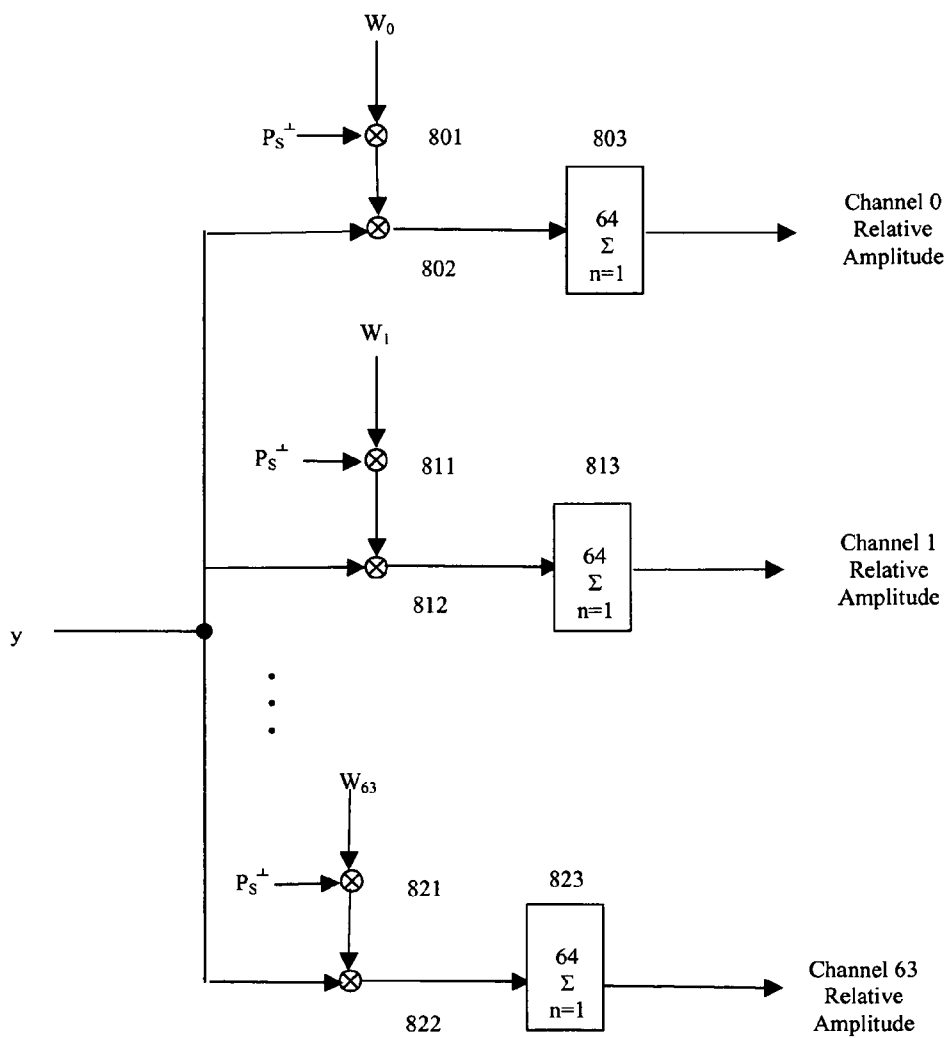 W₀
Pₛ⊥
801
803
64
Σ
n=1
Channel 0
Relative
Amplitude
802
W₁
Pₛ⊥
811
813
64
Σ
n=1
Channel 1
Relative
Amplitude
812
y
W₆₃
Pₛ⊥
821
823
64
Σ
n=1
Channel 63
Relative
Amplitude
822